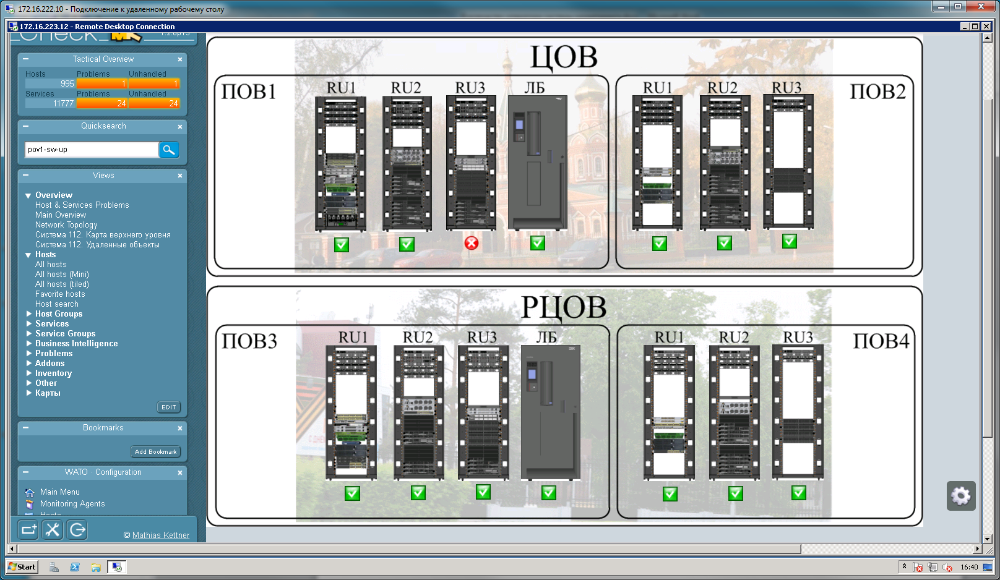 172.16.222.10 - Подключение к удаленному рабочему столу
172.16.223.12 - Remote Desktop Connection
Check
Tactical Overview
Hosts Problems Unhandled
995 1 1
Services Problems Unhandled
11777 24 24
Quicksearch
pov1-sw-up
Views
Overview
Host & Services Problems
Main Overview
Network Topology
Система 112. Карта верхнего уровня
Система 112. Удаленные объекты
Hosts
All hosts
All hosts (Mini)
All hosts (tiled)
Favorite hosts
Host search
Host Groups
Services
Service Groups
Business Intelligence
Problems
Addons
Inventory
Other
Карты
EDIT
Bookmarks
Add Bookmark
WATO · Configuration
Main Menu
Monitoring Agents
Hosts
© Mathias Kettner
ЦОВ
ПОВ1
RU1 RU2 RU3 ЛБ
RU1 RU2 RU3
ПОВ2
РЦОВ
ПОВ3
RU1 RU2 RU3 ЛБ
RU1 RU2 RU3
ПОВ4
Start
16:40